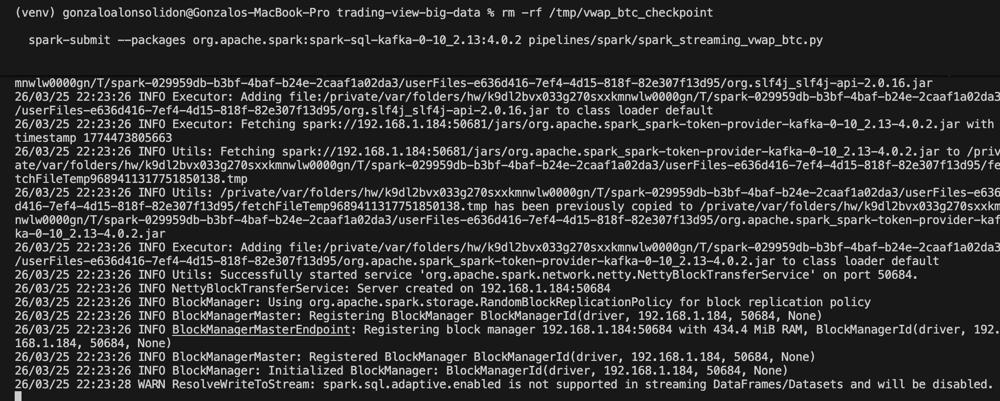 (venv) gonzaloalonsolidon@Gonzalos-MacBook-Pro trading-view-big-data % rm -rf /tmp/vwap_btc_checkpoint
spark-submit --packages org.apache.spark:spark-sql-kafka-0-10_2.13:4.0.2 pipelines/spark/spark_streaming_vwap_btc.py
mnwlw0000gn/T/spark-029959db-b3bf-4baf-b24e-2caaf1a02da3/userFiles-e636d416-7ef4-4d15-818f-82e307f13d95/org.slf4j_slf4j-api-2.0.16.jar
26/03/25 22:23:26 INFO Executor: Adding file:/private/var/folders/hw/k9dl2bvx033g270sxxkmnwlw0000gn/T/spark-029959db-b3bf-4baf-b24e-2caaf1a02da3
/userFiles-e636d416-7ef4-4d15-818f-82e307f13d95/org.slf4j_slf4j-api-2.0.16.jar to class loader default
26/03/25 22:23:26 INFO Executor: Fetching spark://192.168.1.184:50681/jars/org.apache.spark_spark-token-provider-kafka-0-10_2.13-4.0.2.jar with
timestamp 1774473805663
26/03/25 22:23:26 INFO Utils: Fetching spark://192.168.1.184:50681/jars/org.apache.spark_spark-token-provider-kafka-0-10_2.13-4.0.2.jar to /priv
ate/var/folders/hw/k9dl2bvx033g270sxxkmnwlw0000gn/T/spark-029959db-b3bf-4baf-b24e-2caaf1a02da3/userFiles-e636d416-7ef4-4d15-818f-82e307f13d95/fe
tchFileTemp9689411317751850138.tmp
26/03/25 22:23:26 INFO Utils: /private/var/folders/hw/k9dl2bvx033g270sxxkmnwlw0000gn/T/spark-029959db-b3bf-4baf-b24e-2caaf1a02da3/userFiles-e636
d416-7ef4-4d15-818f-82e307f13d95/fetchFileTemp9689411317751850138.tmp has been previously copied to /private/var/folders/hw/k9dl2bvx033g270sxxkm
nwlw0000gn/T/spark-029959db-b3bf-4baf-b24e-2caaf1a02da3/userFiles-e636d416-7ef4-4d15-818f-82e307f13d95/org.apache.spark_spark-token-provider-kaf
ka-0-10_2.13-4.0.2.jar
26/03/25 22:23:26 INFO Executor: Adding file:/private/var/folders/hw/k9dl2bvx033g270sxxkmnwlw0000gn/T/spark-029959db-b3bf-4baf-b24e-2caaf1a02da3
/userFiles-e636d416-7ef4-4d15-818f-82e307f13d95/org.apache.spark_spark-token-provider-kafka-0-10_2.13-4.0.2.jar to class loader default
26/03/25 22:23:26 INFO Utils: Successfully started service 'org.apache.spark.network.netty.NettyBlockTransferService' on port 50684.
26/03/25 22:23:26 INFO NettyBlockTransferService: Server created on 192.168.1.184:50684
26/03/25 22:23:26 INFO BlockManager: Using org.apache.spark.storage.RandomBlockReplicationPolicy for block replication policy
26/03/25 22:23:26 INFO BlockManagerMaster: Registering BlockManager BlockManagerId(driver, 192.168.1.184, 50684, None)
26/03/25 22:23:26 INFO BlockManagerMasterEndpoint: Registering block manager 192.168.1.184:50684 with 434.4 MiB RAM, BlockManagerId(driver, 192.
168.1.184, 50684, None)
26/03/25 22:23:26 INFO BlockManagerMaster: Registered BlockManager BlockManagerId(driver, 192.168.1.184, 50684, None)
26/03/25 22:23:26 INFO BlockManager: Initialized BlockManager: BlockManagerId(driver, 192.168.1.184, 50684, None)
26/03/25 22:23:28 WARN ResolveWriteToStream: spark.sql.adaptive.enabled is not supported in streaming DataFrames/Datasets and will be disabled.